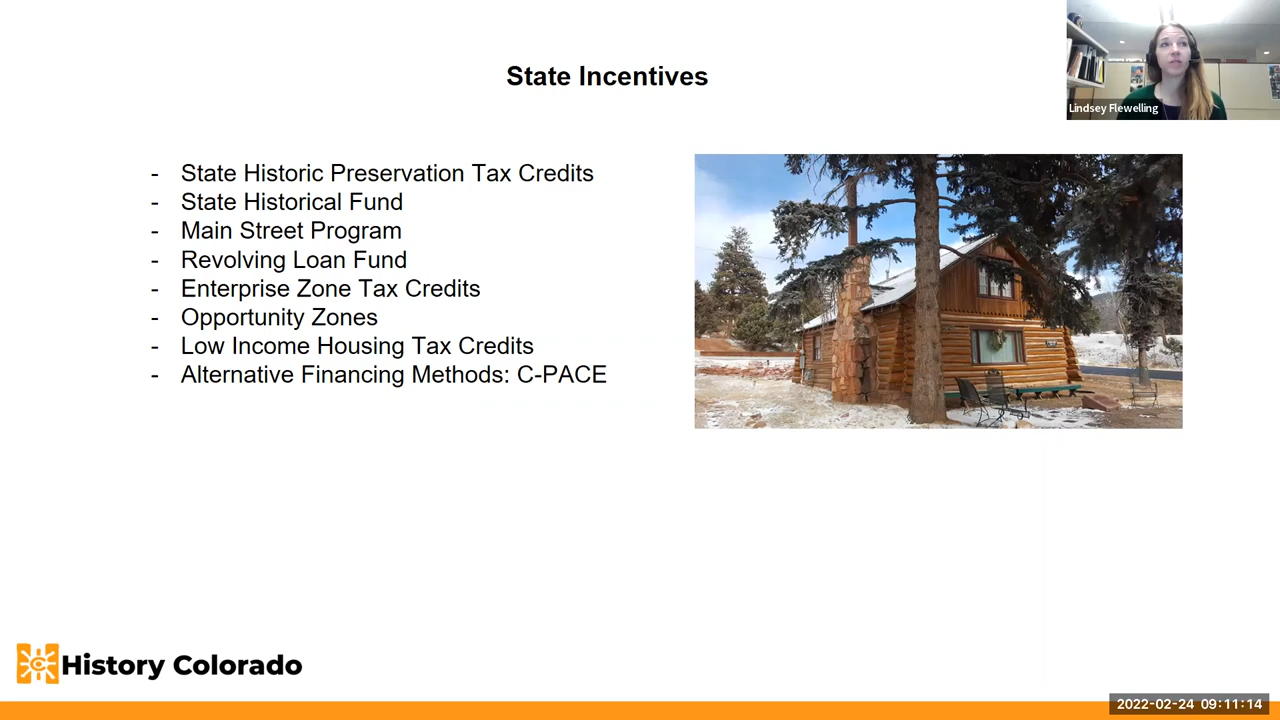 State Incentives
Lindsey Flewelling
- State Historic Preservation Tax Credits
- State Historical Fund
- Main Street Program
- Revolving Loan Fund
- Enterprise Zone Tax Credits
- Opportunity Zones
- Low Income Housing Tax Credits
- Alternative Financing Methods: C-PACE
History Colorado
2022-02-24 09:11:14